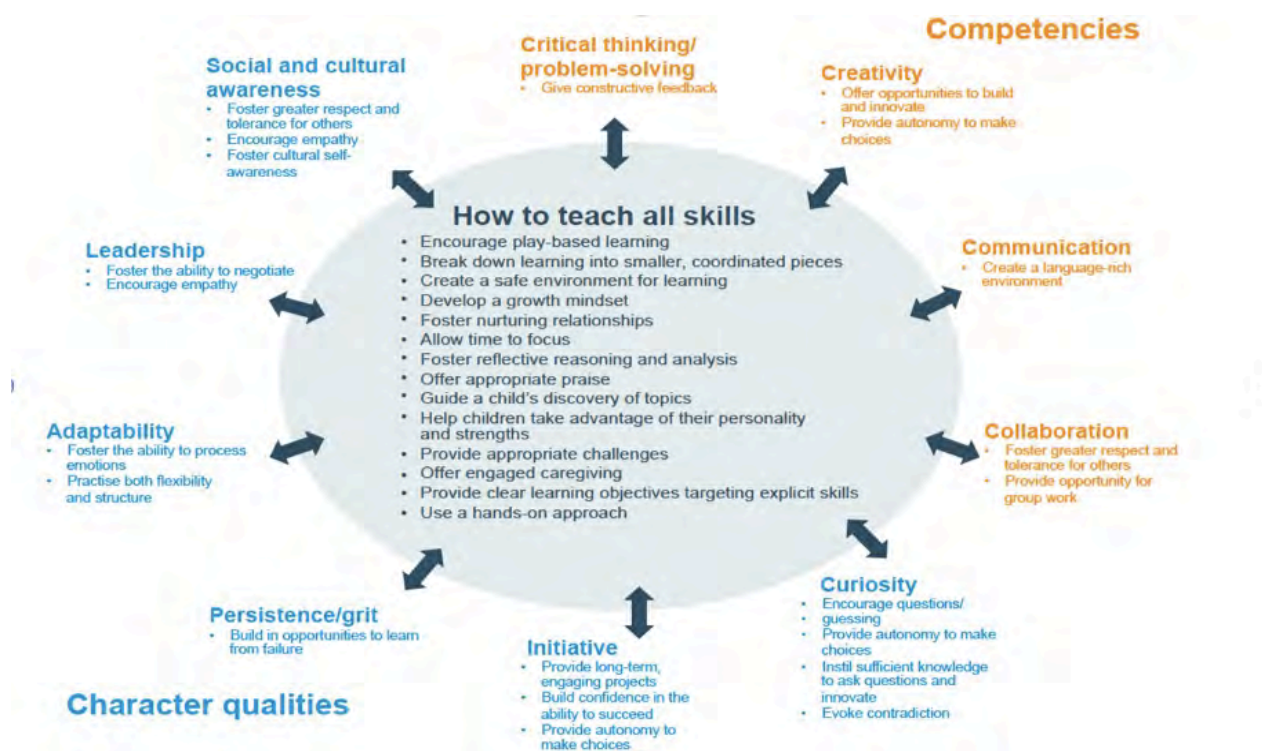 Competencies
Critical thinking/
problem-solving
• Give constructive feedback
Creativity
• Offer opportunities to build
and innovate
• Provide autonomy to make
choices
Social and cultural
awareness
• Foster greater respect and
tolerance for others
• Encourage empathy
• Foster cultural self-
awareness
How to teach all skills
• Encourage play-based learning
• Break down learning into smaller, coordinated pieces
• Create a safe environment for learning
• Develop a growth mindset
• Foster nurturing relationships
• Allow time to focus
• Foster reflective reasoning and analysis
• Offer appropriate praise
• Guide a child's discovery of topics
• Help children take advantage of their personality
and strengths
• Provide appropriate challenges
• Offer engaged caregiving
• Provide clear learning objectives targeting explicit skills
• Use a hands-on approach
Leadership
• Foster the ability to negotiate
• Encourage empathy
Communication
• Create a language-rich
environment
Adaptability
• Foster the ability to process
emotions
• Practise both flexibility
and structure
Collaboration
• Foster greater respect and
tolerance for others
• Provide opportunity for
group work
Persistence/grit
• Build in opportunities to learn
from failure
Initiative
• Provide long-term,
engaging projects
• Build confidence in the
ability to succeed
• Provide autonomy to
make choices
Curiosity
• Encourage questions/
• guessing
• Provide autonomy to make
choices
• Instil sufficient knowledge
to ask questions and
innovate
• Evoke contradiction
Character qualities